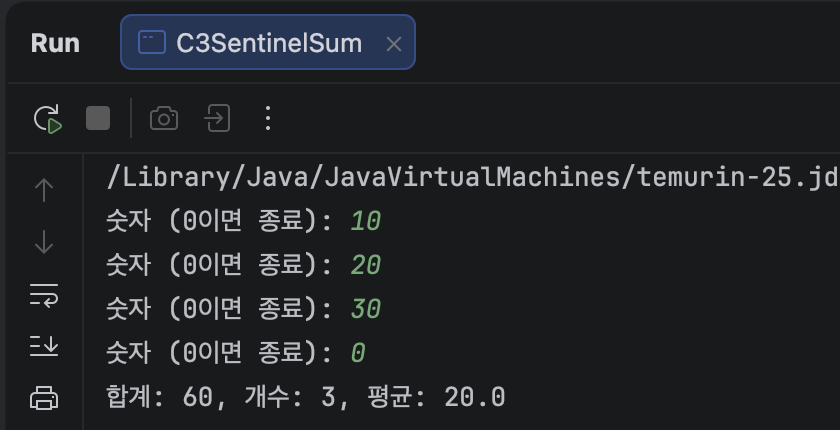 Run
C3SentinelSum
/Library/Java/JavaVirtualMachines/temurin-25.jd
숫자 (0이면 종료): 10
숫자 (0이면 종료): 20
숫자 (0이면 종료): 30
숫자 (0이면 종료): 0
합계: 60, 개수: 3, 평균: 20.0